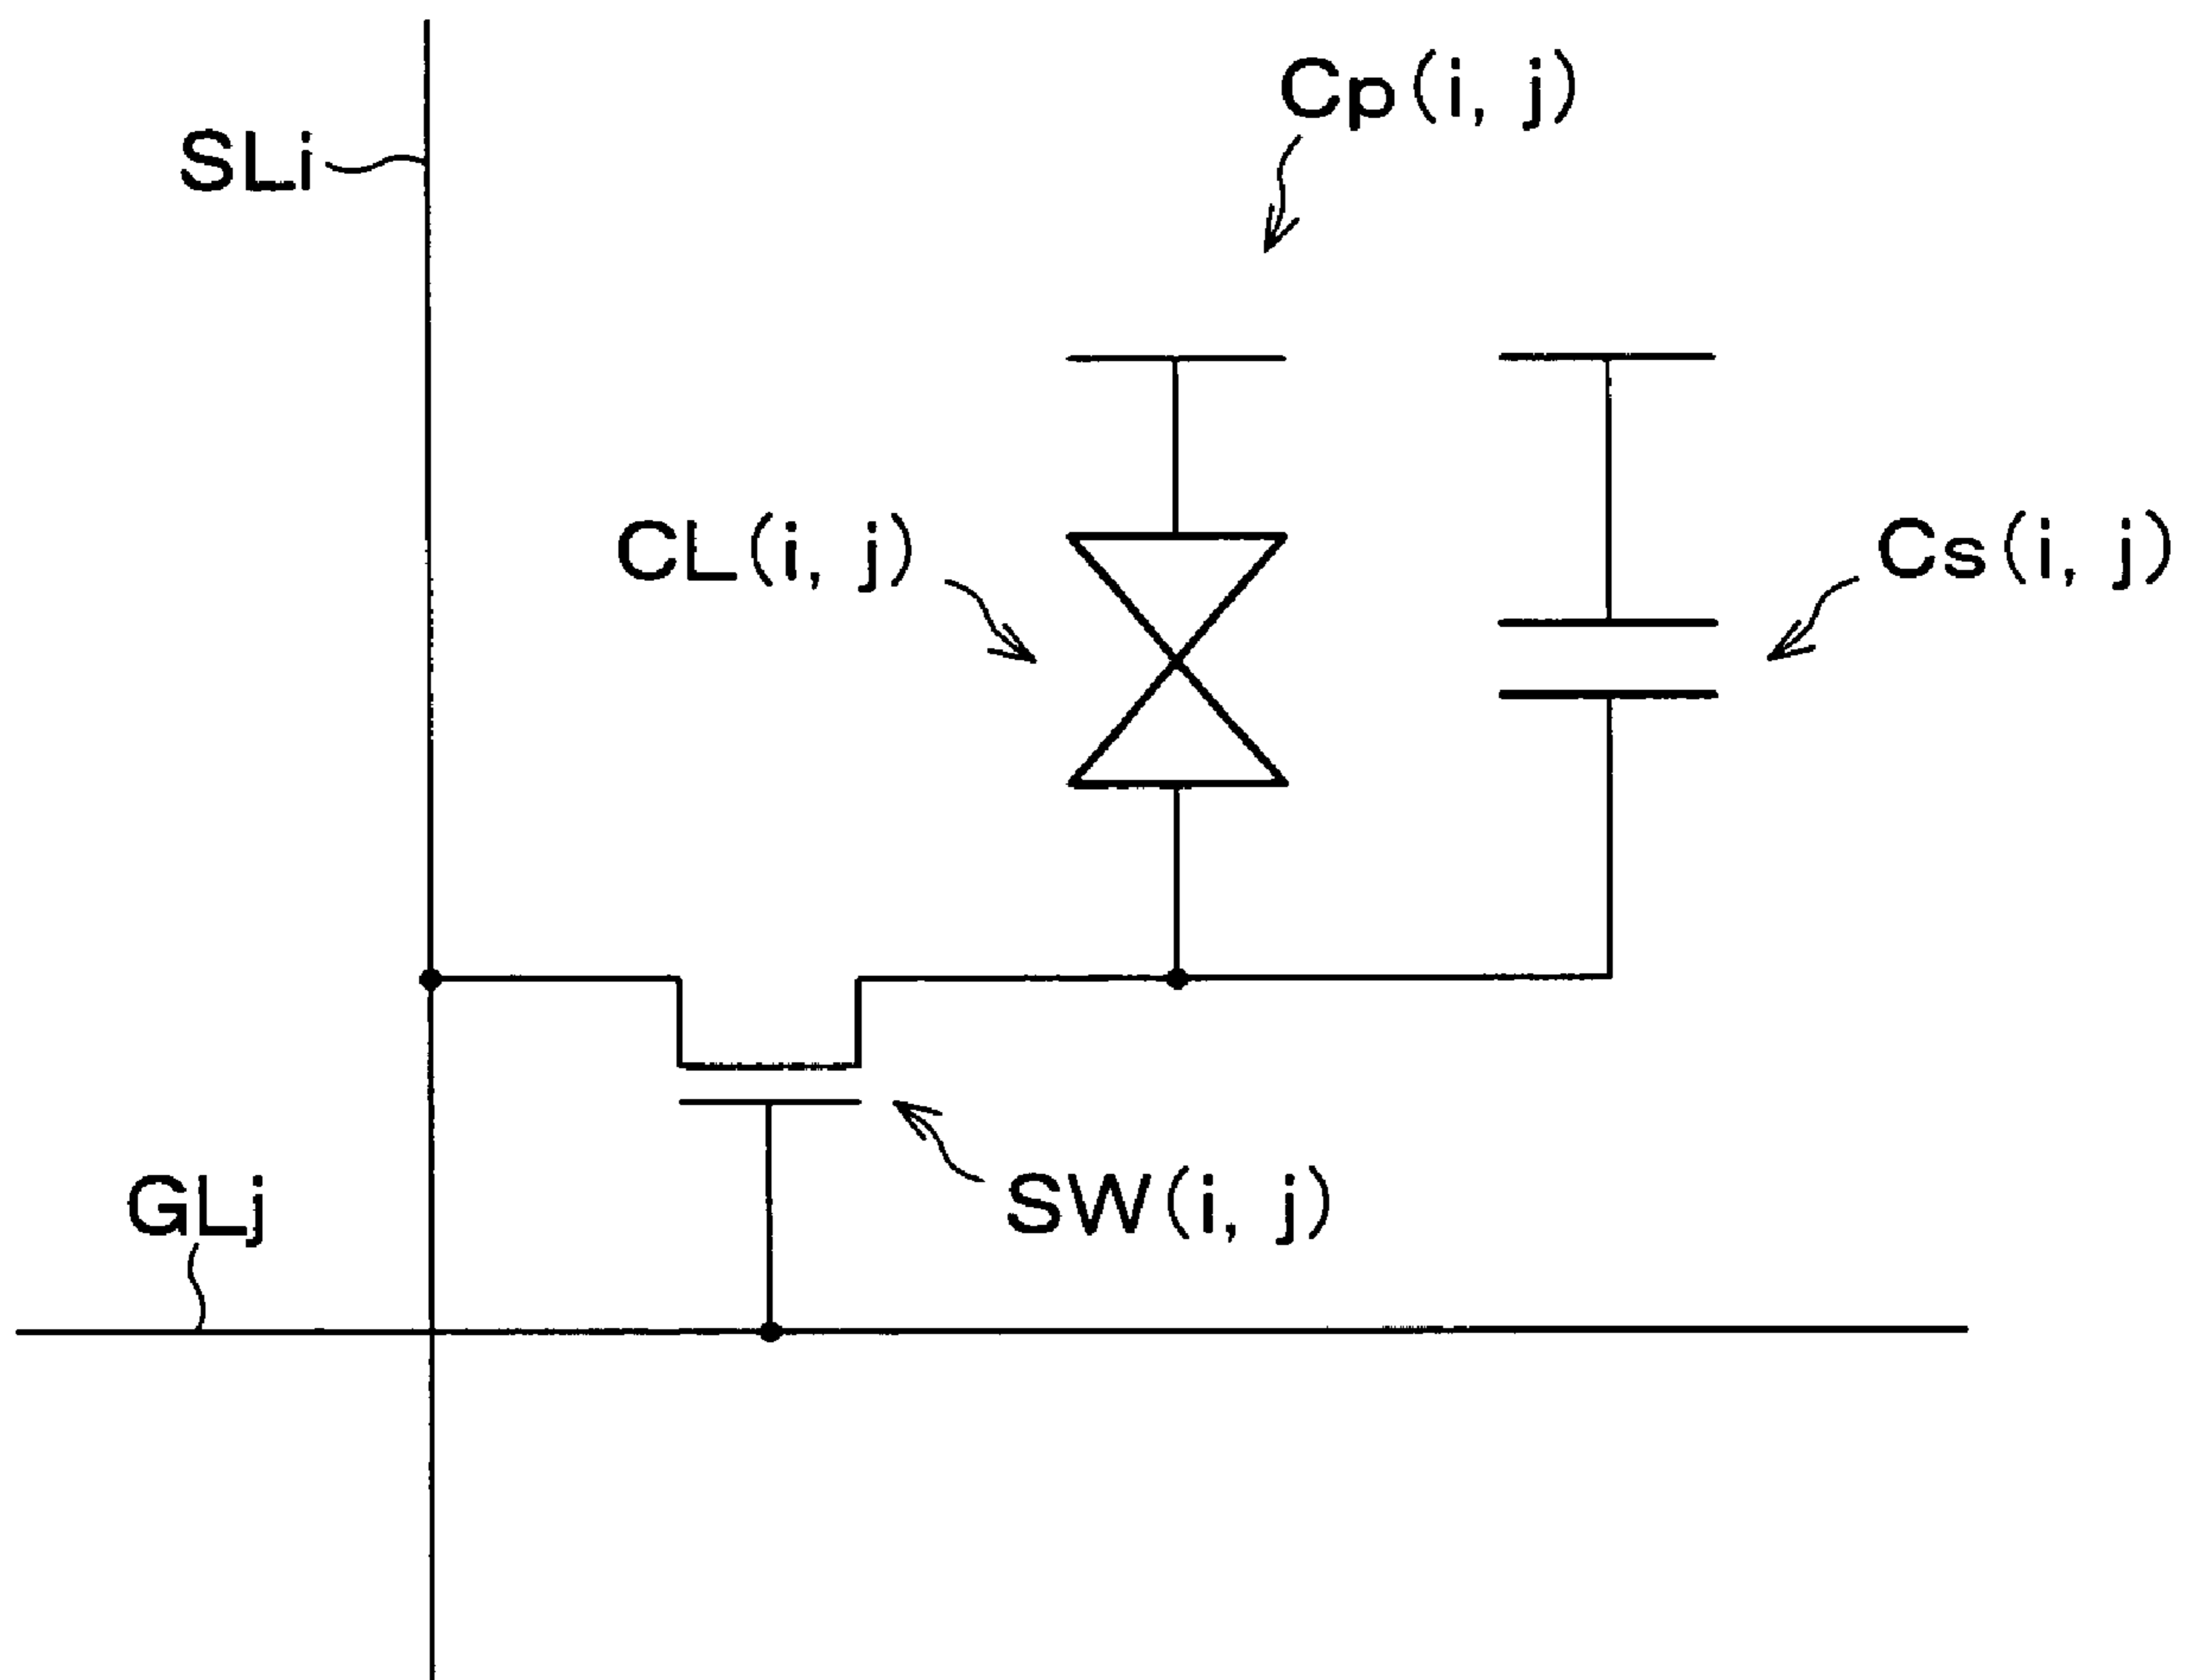 Cp(i, j)
SLi
CL(i, j)
Cs(i, j)
SW(i, j)
GLj